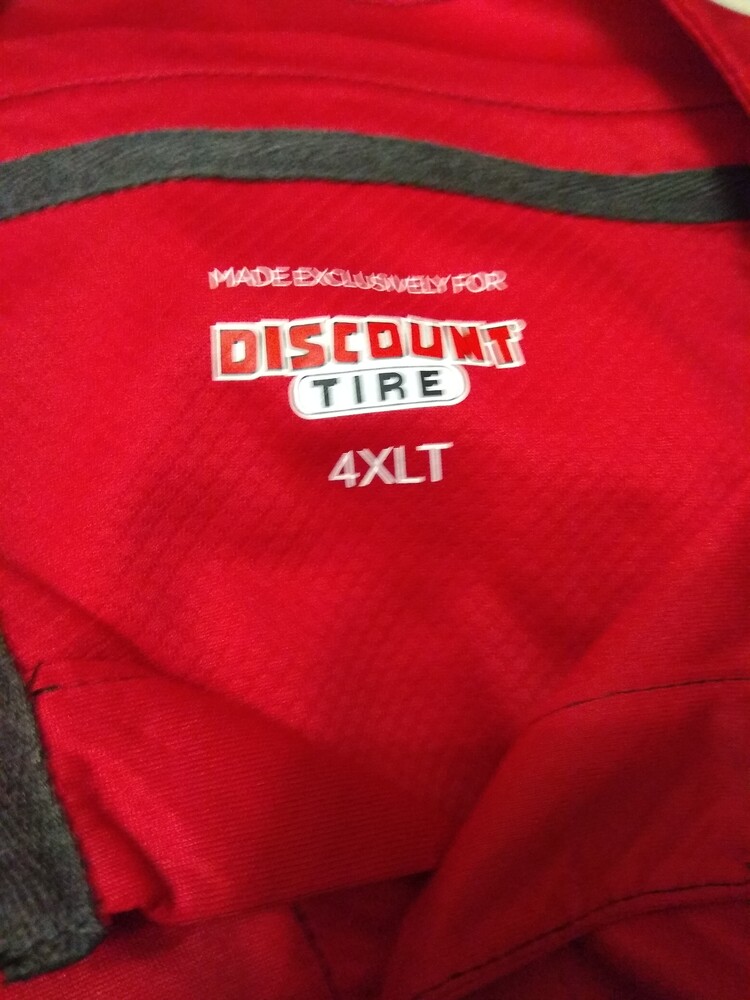 MADE EXCLUSIVELY FOR
DISCOUNT
TIRE
4XLT